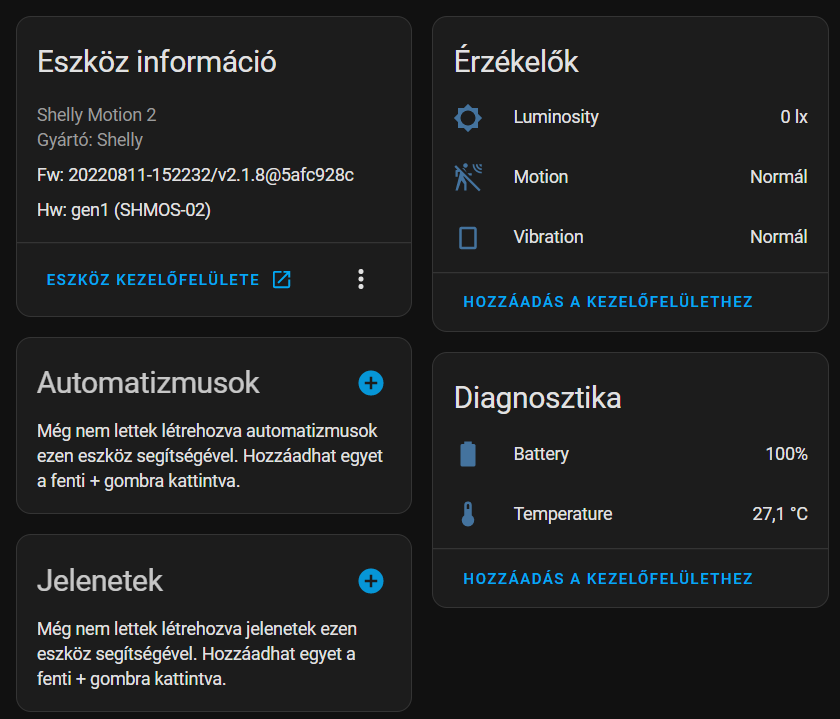 Eszköz információ
Shelly Motion 2
Gyártó: Shelly
Fw: 20220811-152232/v2.1.8@5afc928c
Hw: gen1 (SHMOS-02)
ESZKÖZ KEZELŐFELÜLETE
Automatizmusok
Még nem lettek létrehozva automatizmusok
ezen eszköz segítségével. Hozzáadhat egyet
a fenti + gombra kattintva.
Jelenetek
Még nem lettek létrehozva jelenetek ezen
eszköz segítségével. Hozzáadhat egyet a
fenti + gombra kattintva.
Érzékelők
Luminosity 0 lx
Motion Normál
Vibration Normál
HOZZÁADÁS A KEZELŐFELÜLETHEZ
Diagnosztika
Battery 100%
Temperature 27,1 °C
HOZZÁADÁS A KEZELŐFELÜLETHEZ